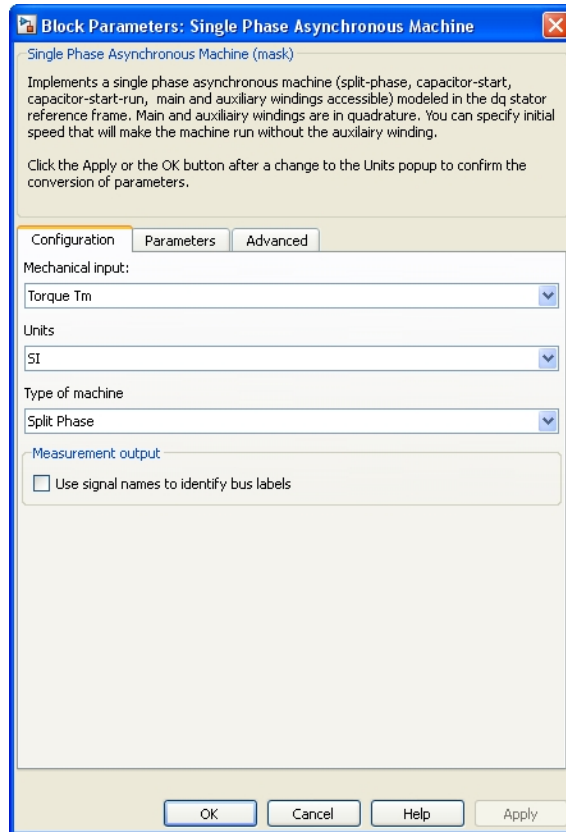 Block Parameters: Single Phase Asynchronous Machine
Single Phase Asynchronous Machine (mask)
Implements a single phase asynchronous machine (split-phase, capacitor-start,
capacitor-start-run, main and auxiliary windings accessible) modeled in the dq stator
reference frame. Main and auxiliairy windings are in quadrature. You can specify initial
speed that will make the machine run without the auxilairy winding.
Click the Apply or the OK button after a change to the Units popup to confirm the
conversion of parameters.
Configuration Parameters Advanced
Mechanical input:
Torque Tm
Units
SI
Type of machine
Split Phase
Measurement output
Use signal names to identify bus labels
OK Cancel Help Apply